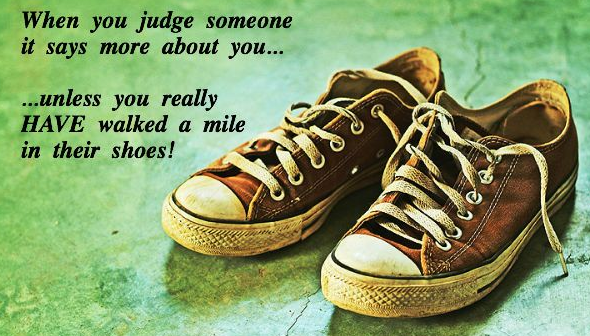 When you judge someone
it says more about you...
...unless you really
HAVE walked a mile
in their shoes!